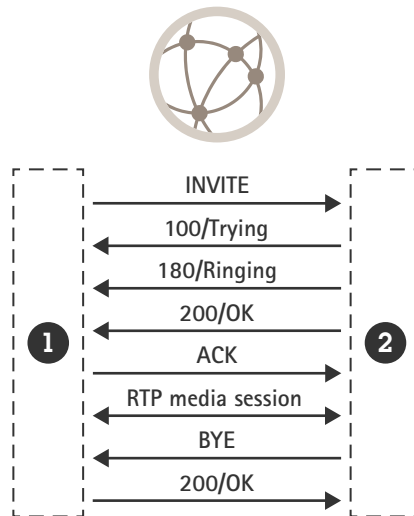 INVITE
100/Trying
180/Ringing
200/OK
1
2
ACK
RTP media session
BYE
200/OK